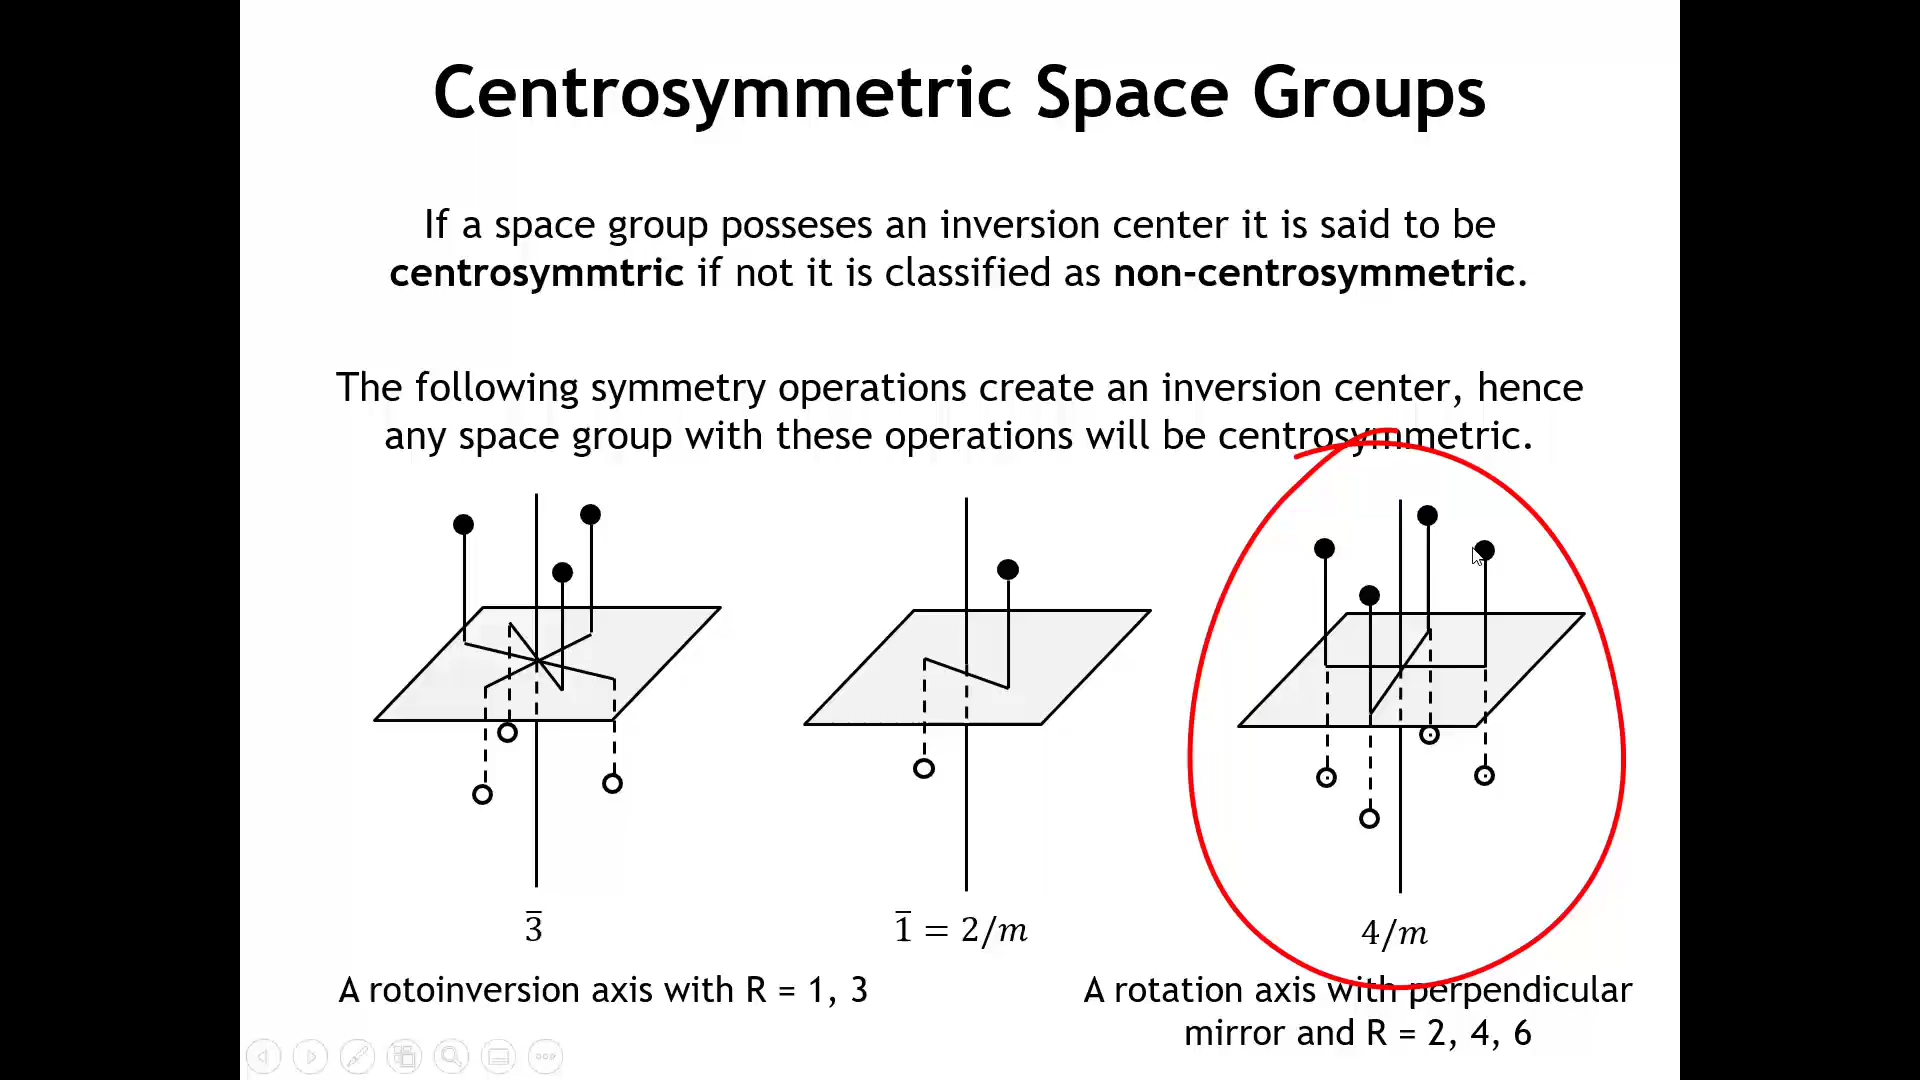 Centrosymmetric Space Groups
If a space group posseses an inversion center it is said to be
centrosymmtric if not it is classified as non-centrosymmetric.
The following symmetry operations create an inversion center, hence
any space group with these operations will be centrosymmetric.
3̅
1̅ = 2/m
4/m
A rotoinversion axis with R = 1, 3
A rotation axis with perpendicular
mirror and R = 2, 4, 6